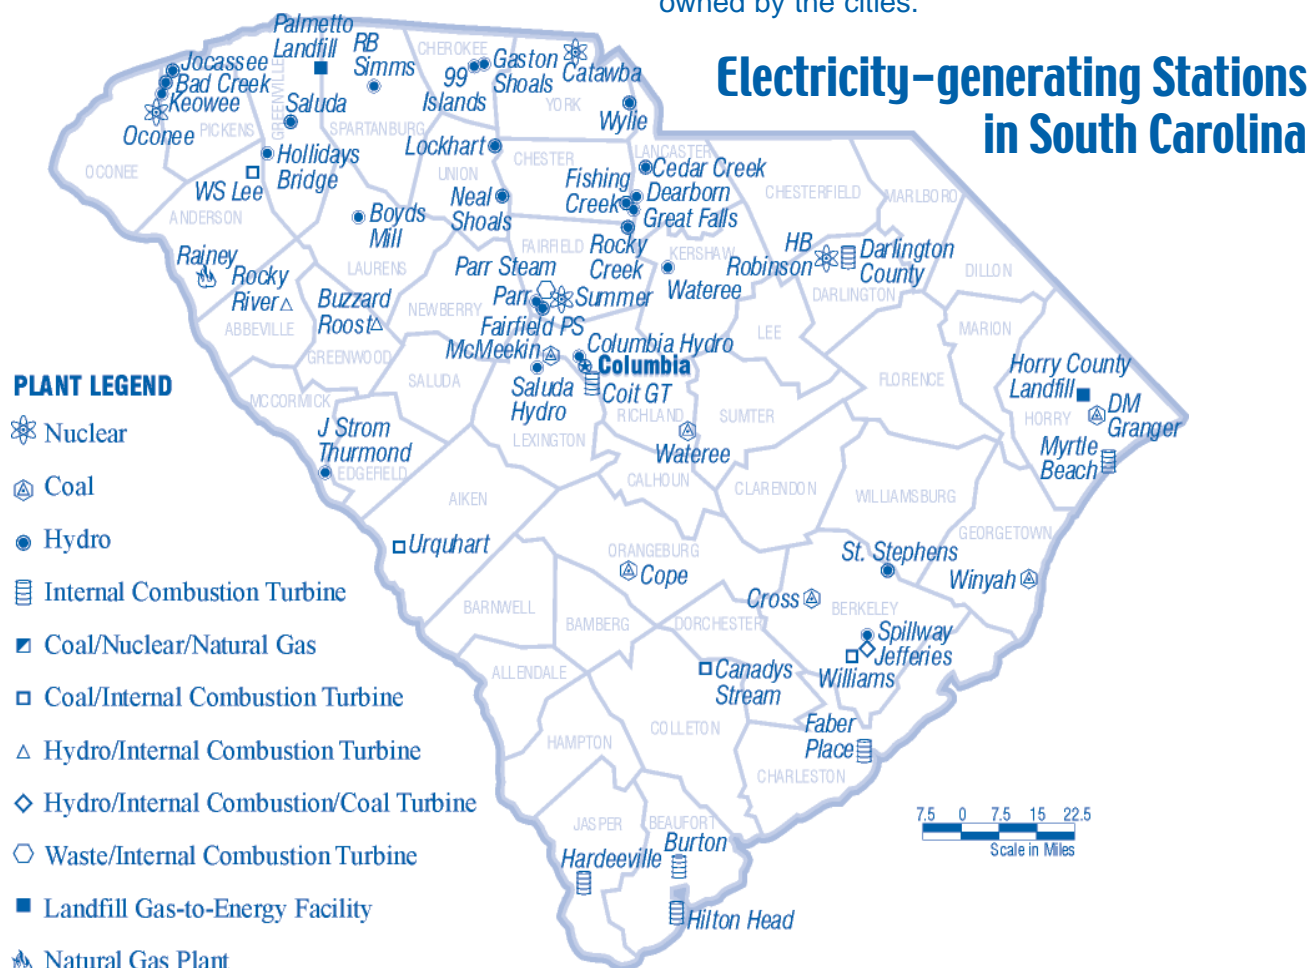 owned by the cities.
Electricity-generating Stations
in South Carolina
Palmetto
Landfill
RB
Simms
CHEROKEE
99
Islands
Gaston
Shoals
Catawba
YORK
Wylie
Jocassee
Bad Creek
Keowee
Oconee
PICKENS
GREENVILLE
Saluda
SPARTANBURG
OCONEE
Hollidays
Bridge
WS Lee
ANDERSON
Lockhart
UNION
CHESTER
LANCASTER
Cedar Creek
Fishing
Creek
Dearborn
Great Falls
Neal
Shoals
Boyds
Mill
CHESTERFIELD
MARLBORO
Rainey
Rocky
River
ABBEVILLE
LAURENS
Buzzard
Roost
GREENWOOD
FAIRFIELD
Rocky
Creek
KERSHAW
Wateree
HB
Robinson
Darlington
County
DARLINGTON
DILLON
Parr Steam
Parr
Summer
NEWBERRY
Fairfield PS
McMeekin
Columbia Hydro
Columbia
LEE
MARION
Saluda
Hydro
Coit GT
RICHLAND
SUMTER
FLORENCE
Horry County
Landfill
HORRY
DM
Granger
Myrtle
Beach
SALUDA
MCCORMICK
LEXINGTON
Wateree
J Strom
Thurmond
EDGEFIELD
CALHOUN
CLARENDON
WILLIAMSBURG
AIKEN
GEORGETOWN
Urquhart
ORANGEBURG
Cope
St. Stephens
Winyah
Cross
BERKELEY
BARNWELL
BAMBERG
DORCHESTER
Spillway
Jefferies
Williams
ALLENDALE
Canadys
Stream
COLLETON
Faber
Place
HAMPTON
CHARLESTON
JASPER
BEAUFORT
Burton
Hardeeville
Hilton Head
PLANT LEGEND
Nuclear
Coal
Hydro
Internal Combustion Turbine
Coal/Nuclear/Natural Gas
Coal/Internal Combustion Turbine
Hydro/Internal Combustion Turbine
Hydro/Internal Combustion/Coal Turbine
Waste/Internal Combustion Turbine
Landfill Gas-to-Energy Facility
Natural Gas Plant
7.5 0 7.5 15 22.5
Scale in Miles